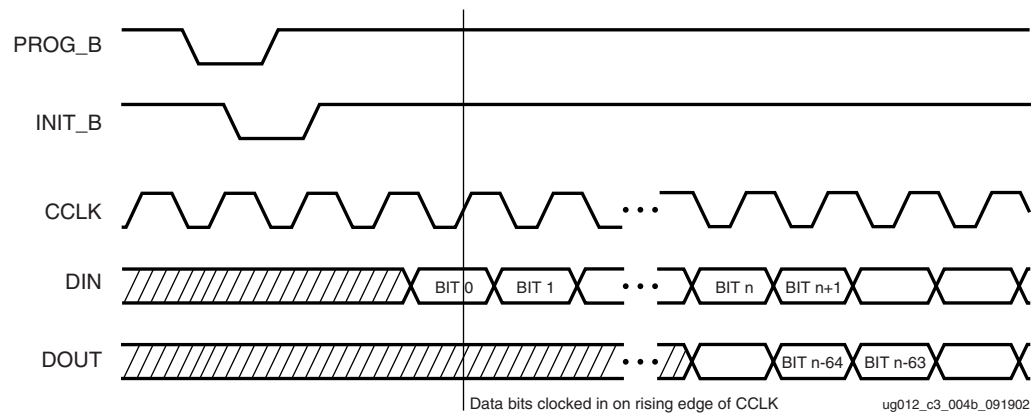 PROG_B
INIT_B
CCLK
DIN BIT 0 BIT 1 BIT n BIT n+1
DOUT BIT n-64 BIT n-63
Data bits clocked in on rising edge of CCLK
ug012_c3_004b_091902